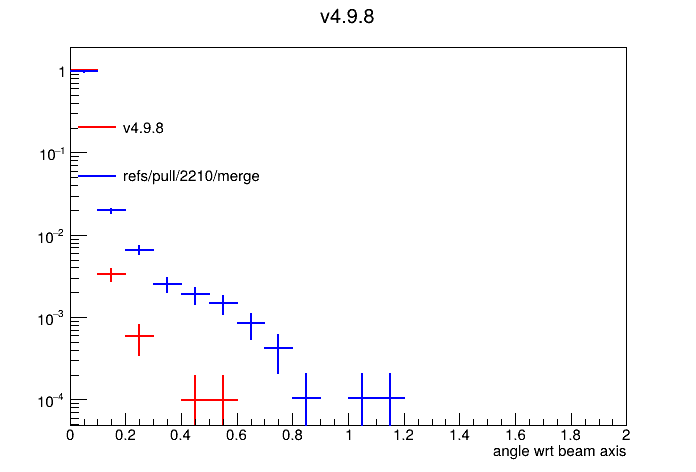 v4.9.8
1
v4.9.8
10⁻¹
refs/pull/2210/merge
10⁻²
10⁻³
10⁻⁴
0 0.2 0.4 0.6 0.8 1 1.2 1.4 1.6 1.8 2
angle wrt beam axis